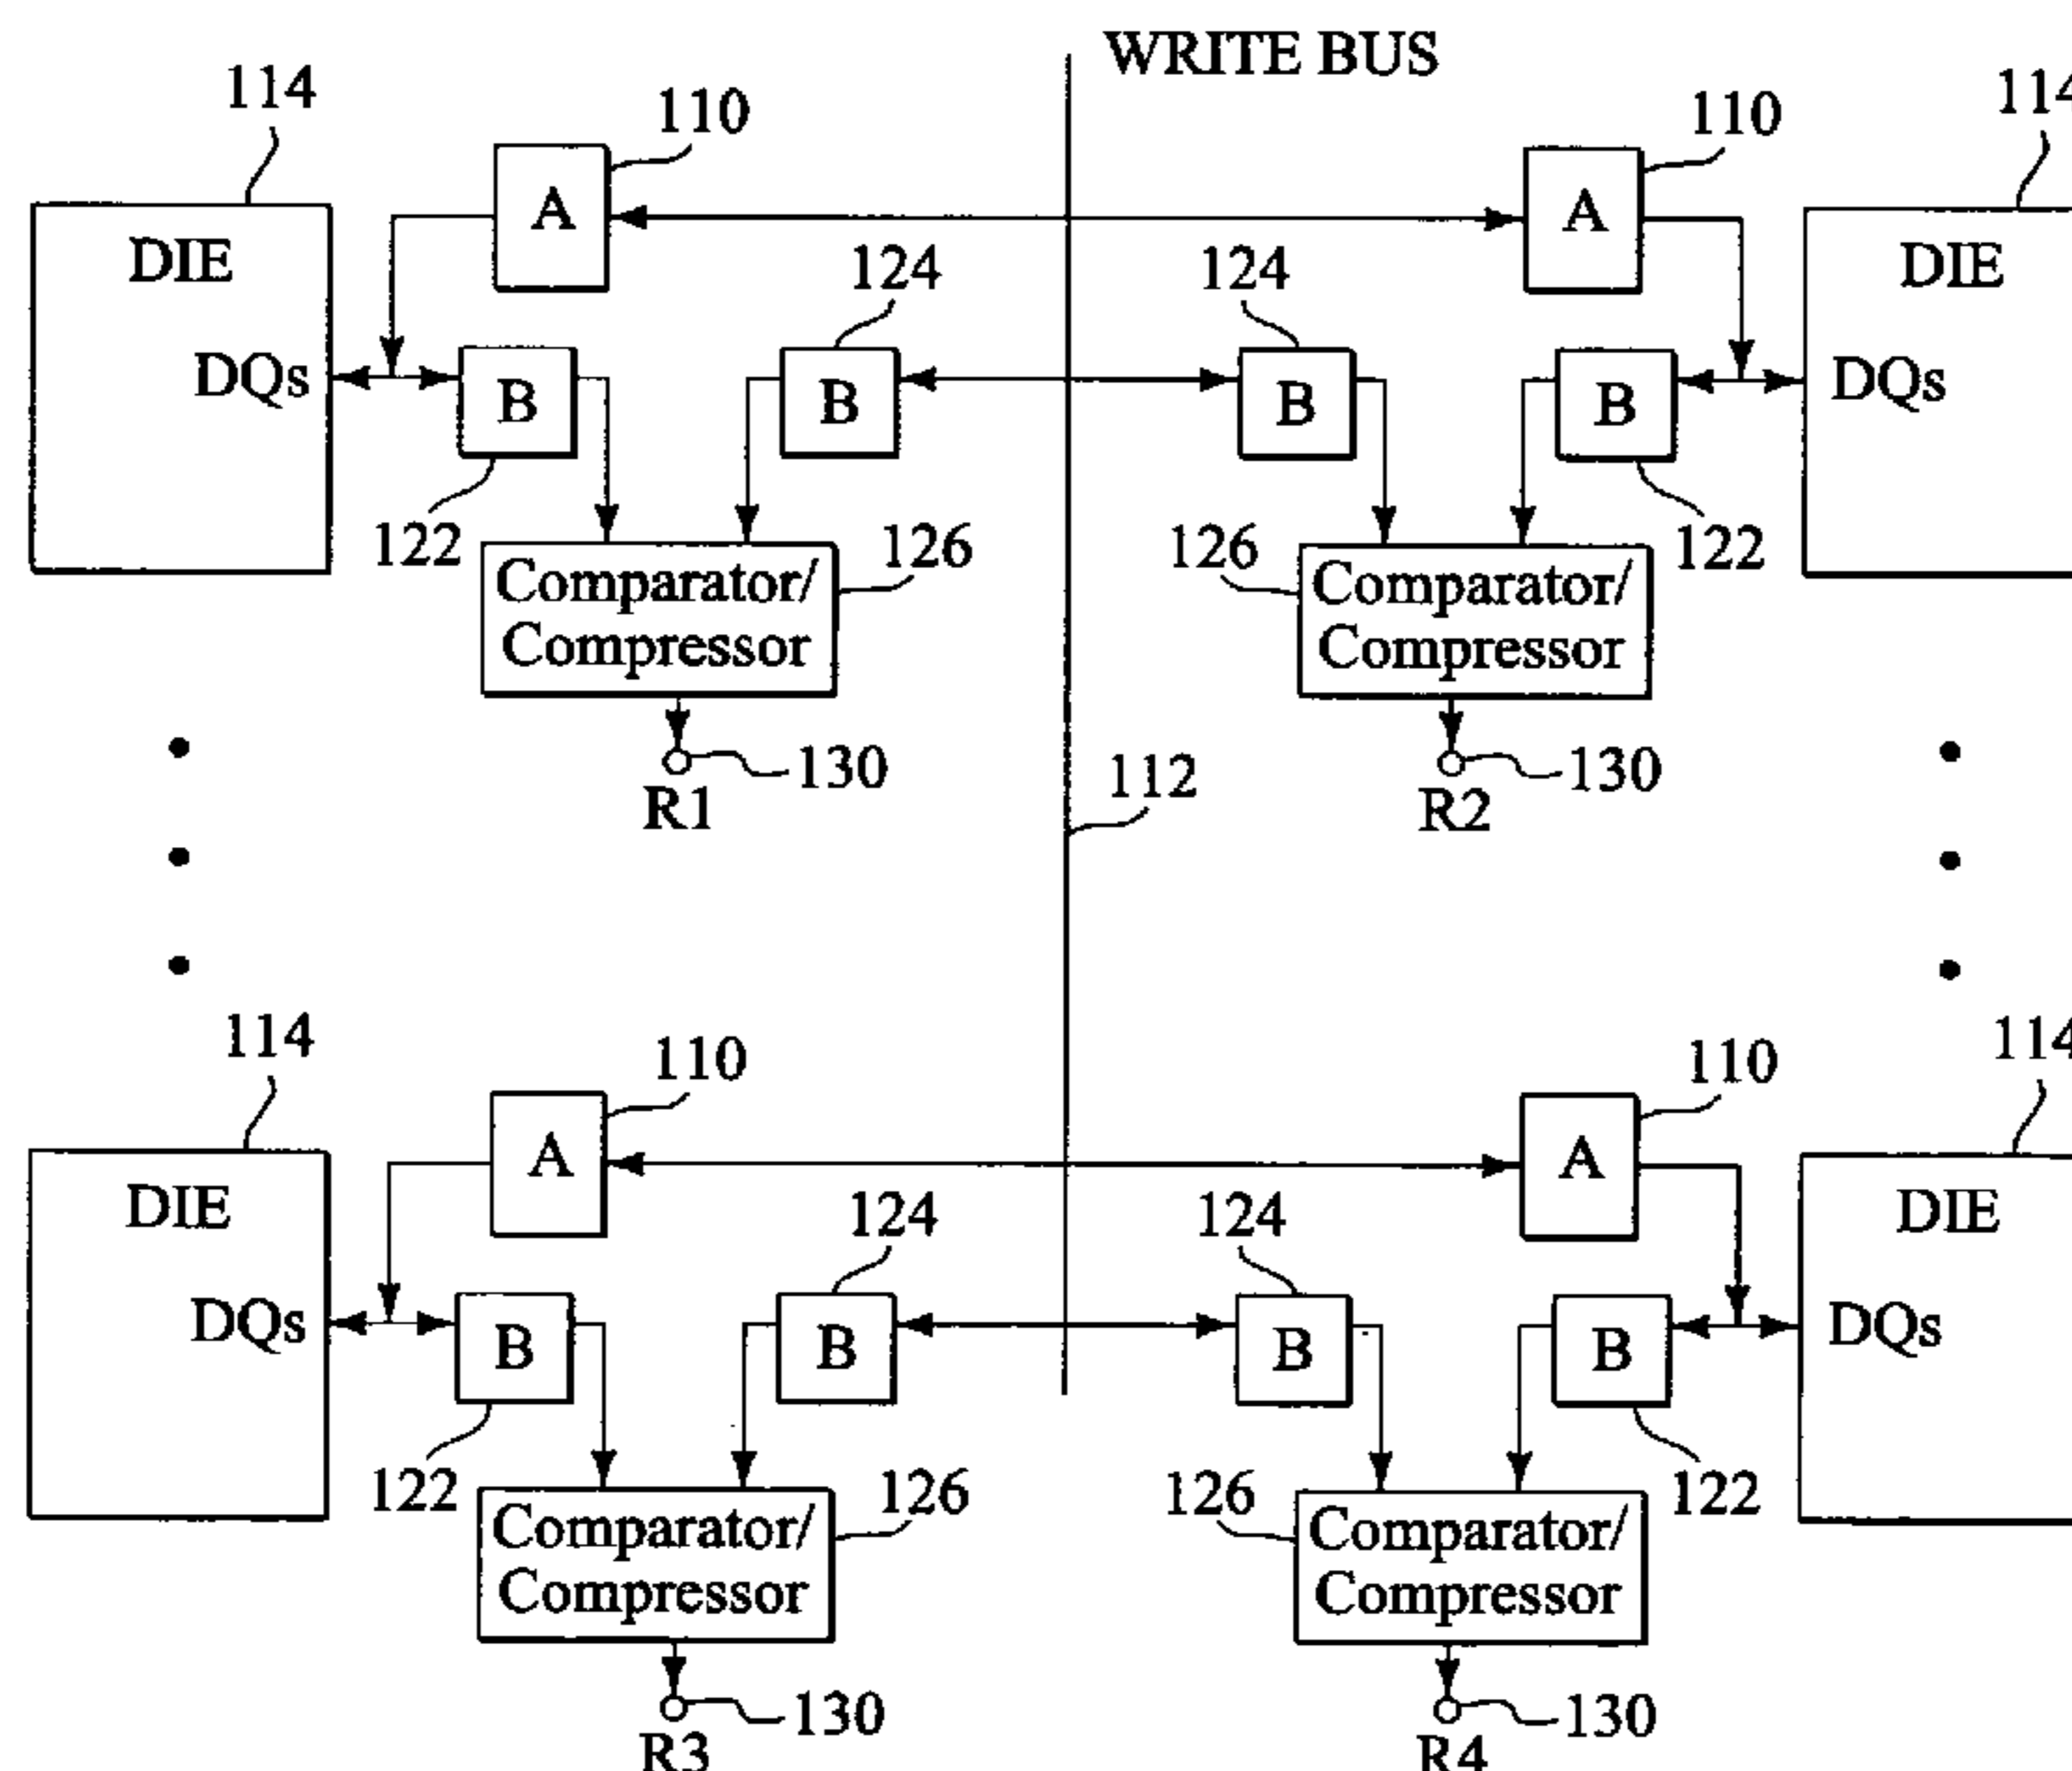 WRITE BUS
114
110
110
114
A
A
DIE
DIE
124
124
DQs
B
B
B
B
DQs
122
126
126
122
Comparator/
Compressor
Comparator/
Compressor
130
112
130
R1
R2
114
110
110
114
A
A
DIE
DIE
124
124
DQs
B
B
B
B
DQs
122
126
126
122
Comparator/
Compressor
Comparator/
Compressor
130
130
R3
R4